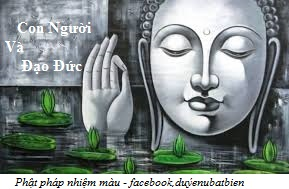 Con Người
Và
Đạo Đức
Phật pháp nhiệm màu - facebook,duyenubatbien